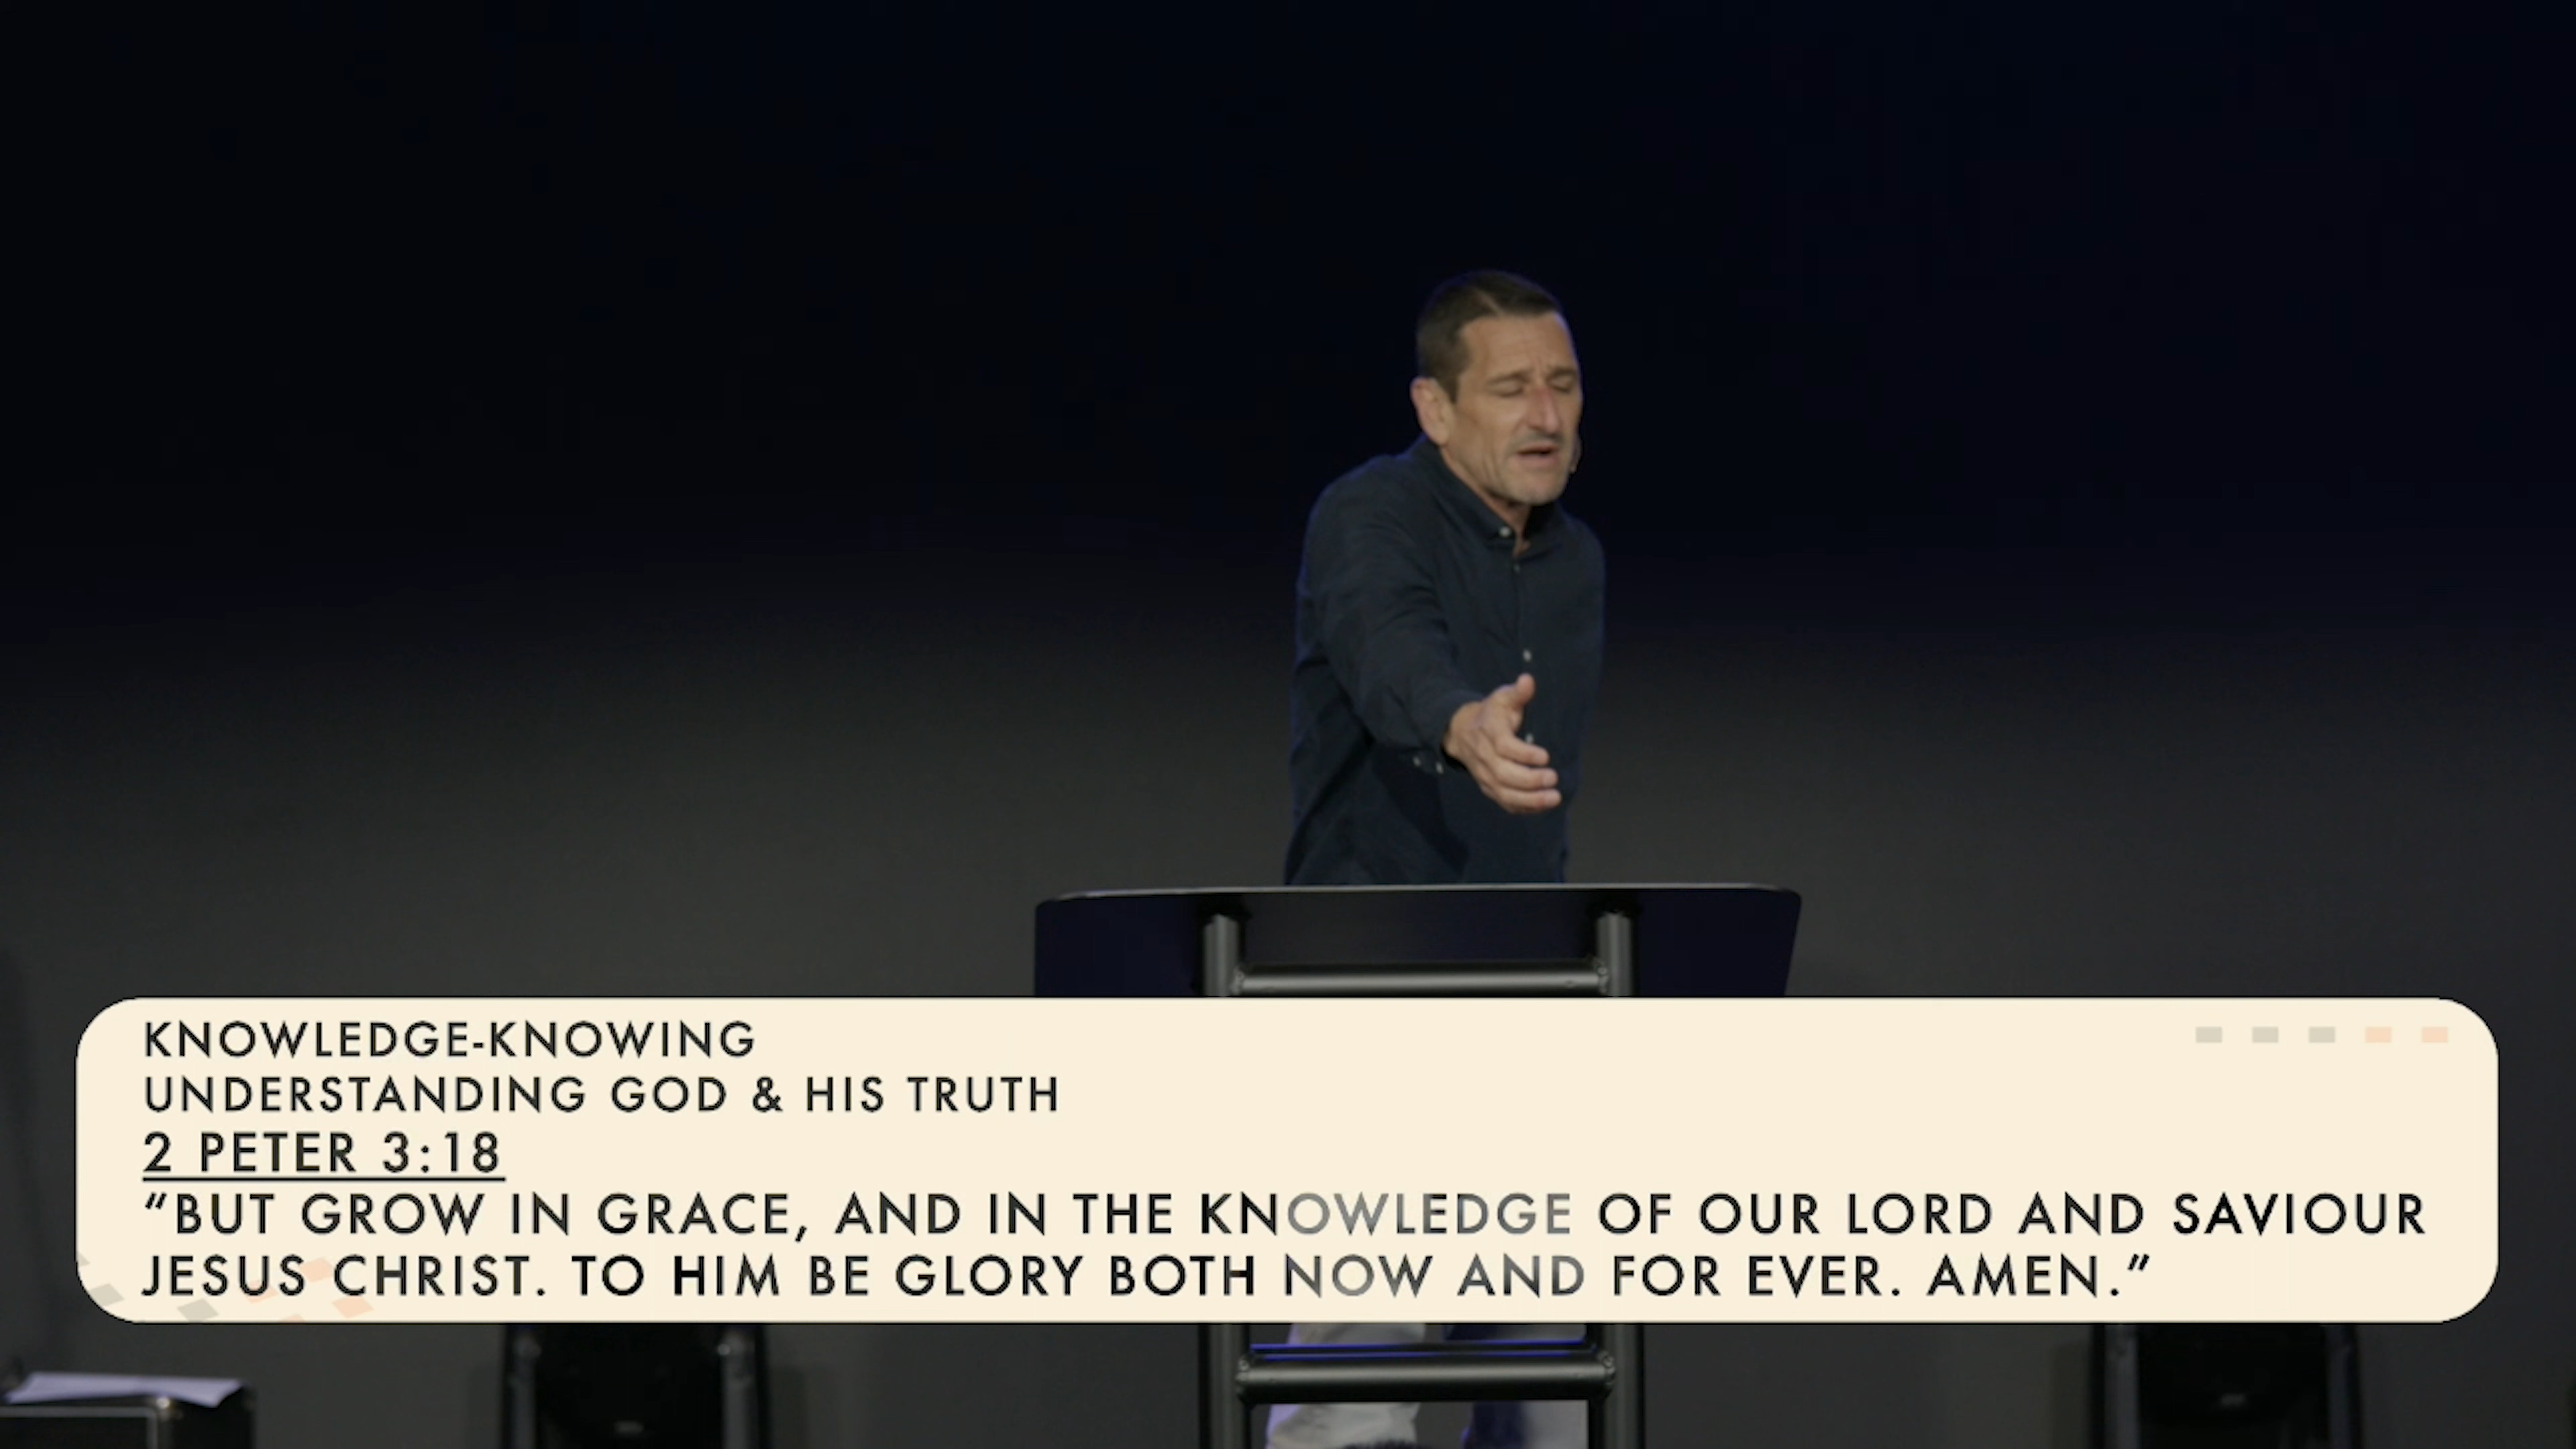 KNOWLEDGE-KNOWING
UNDERSTANDING GOD & HIS TRUTH
2 PETER 3:18
“BUT GROW IN GRACE, AND IN THE KNOWLEDGE OF OUR LORD AND SAVIOUR
JESUS CHRIST. TO HIM BE GLORY BOTH NOW AND FOR EVER. AMEN.”